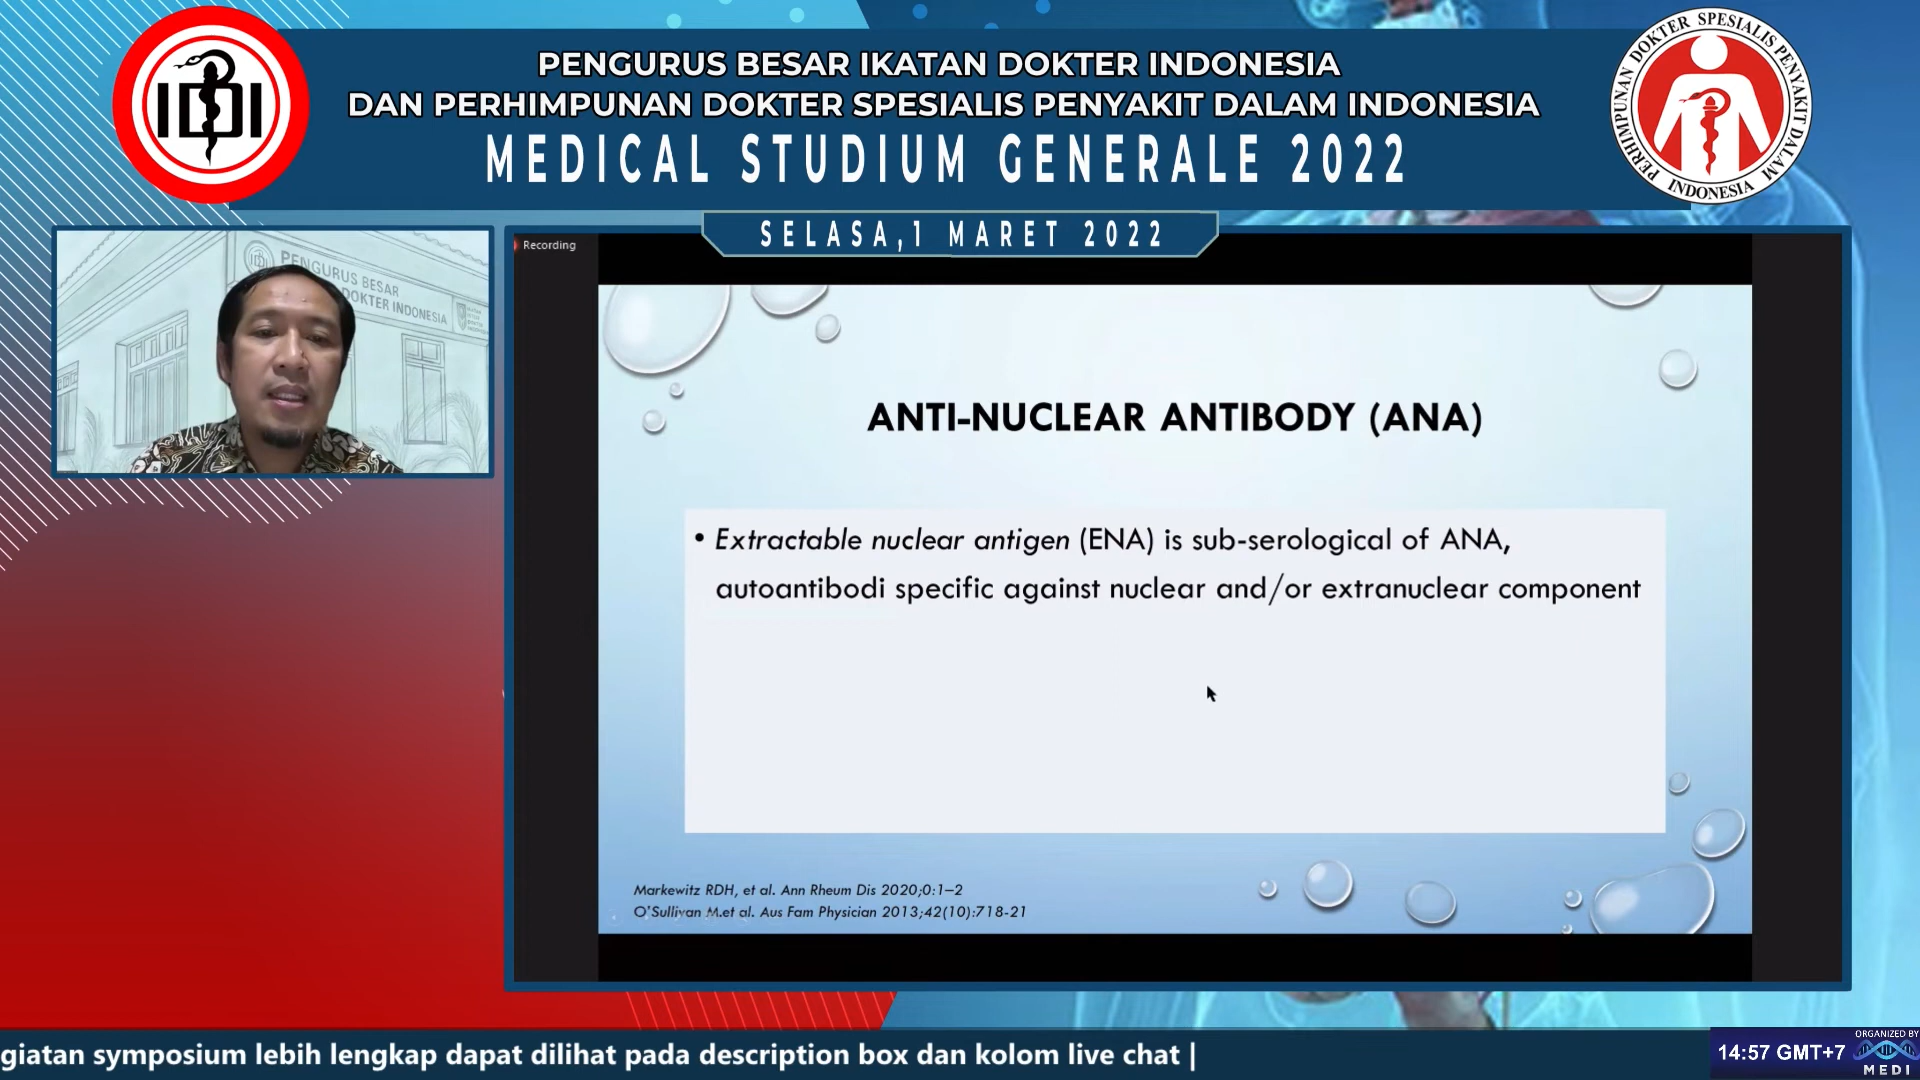 IDI
PENGURUS BESAR IKATAN DOKTER INDONESIA
DAN PERHIMPUNAN DOKTER SPESIALIS PENYAKIT DALAM INDONESIA
MEDICAL STUDIUM GENERALE 2022
PERHIMPUNAN DOKTER SPESIALIS PENYAKIT DALAM
INDONESIA
SELASA,1 MARET 2022
PENGURUS BESAR
DOKTER INDONESIA
Recording
ANTI-NUCLEAR ANTIBODY (ANA)
• Extractable nuclear antigen (ENA) is sub-serological of ANA,
autoantibodi specific against nuclear and/or extranuclear component
Markewitz RDH, et al. Ann Rheum Dis 2020;0:1–2
O'Sullivan M.et al. Aus Fam Physician 2013;42(10):718-21
giatan symposium lebih lengkap dapat dilihat pada description box dan kolom live chat |
14:57 GMT+7
ORGANIZED BY
MEDI